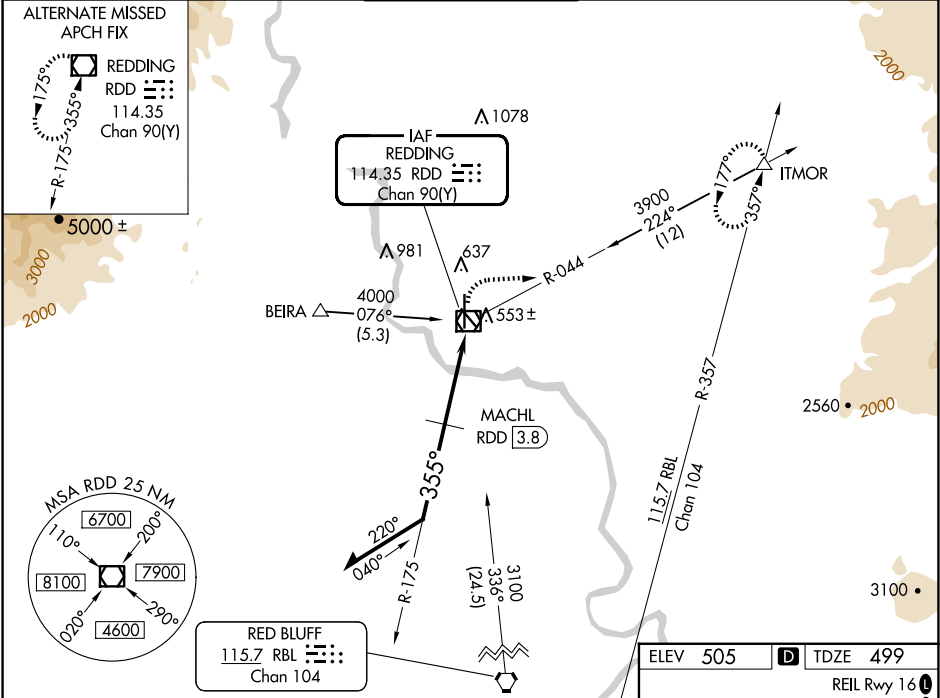 ALTERNATE MISSED
APCH FIX
REDDING
RDD
114.35
Chan 90(Y)
175°
355°
R-175
5000 ±
3000
2000
1078
IAF
REDDING
114.35 RDD
Chan 90(Y)
2000
ITMOR
177°
357°
3900
224°
(12)
R-044
981
637
BEIRA
4000
076°
(5.3)
553 ±
MACHL
RDD 3.8
355°
R-357
2560
2000
115.7 RBL
Chan 104
MSA RDD 25 NM
6700
110°
200°
8100
7900
020°
290°
4600
220°
040°
R-175
3100
336°
(24.5)
3100
RED BLUFF
115.7 RBL
Chan 104
ELEV 505
D
TDZE 499
REIL Rwy 16 L